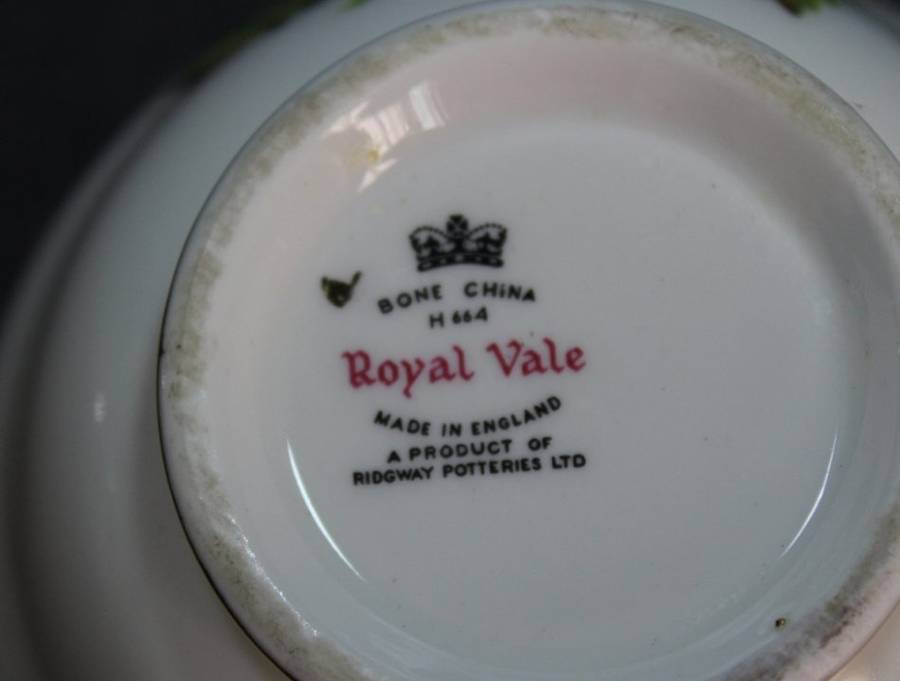 BONE CHINA
H 664
Royal Vale
MADE IN ENGLAND
A PRODUCT OF
RIDGWAY POTTERIES LTD